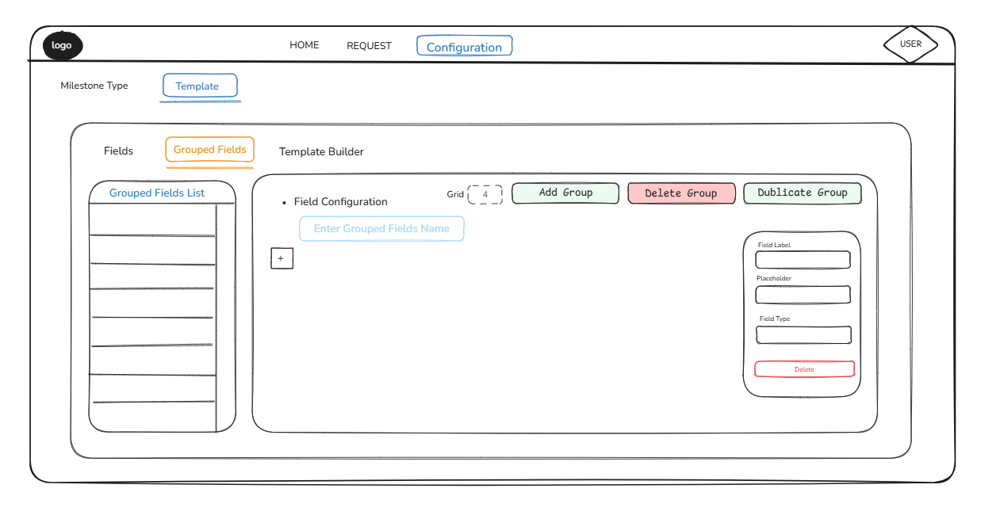 logo
HOME
REQUEST
Configuration
USER
Milestone Type
Template
Fields
Grouped Fields
Template Builder
Grouped Fields List
• Field Configuration
Grid
4
Add Group
Delete Group
Dublicate Group
Enter Grouped Fields Name
+
Field Label
Placeholder
Field Type
Delete